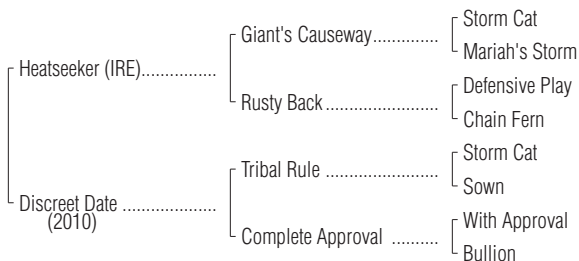 Storm Cat
Giant's Causeway..............
Mariah's Storm
Heatseeker (IRE)................
Defensive Play
Rusty Back ........................
Chain Fern
Storm Cat
Tribal Rule ........................
Sown
Discreet Date ....................
(2010)
With Approval
Complete Approval ..........
Bullion